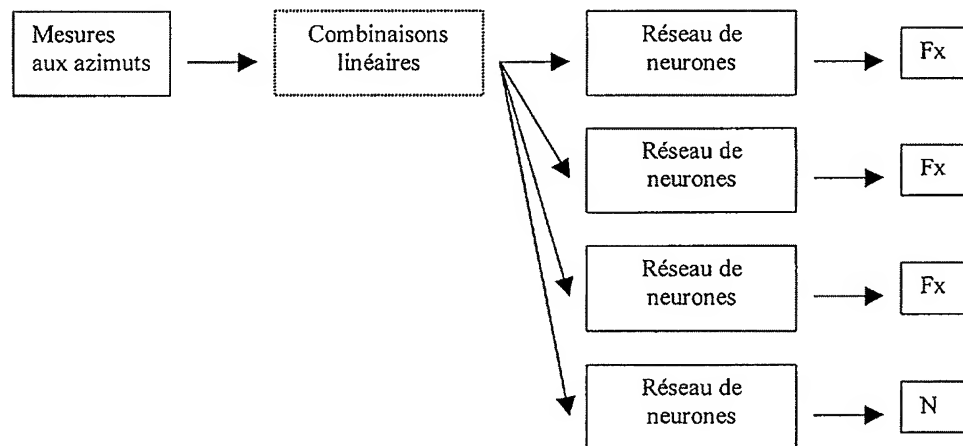 Mesures
aux azimuts
Combinaisons
linéaires
Réseau de
neurones
Fx
Réseau de
neurones
Fx
Réseau de
neurones
Fx
Réseau de
neurones
N